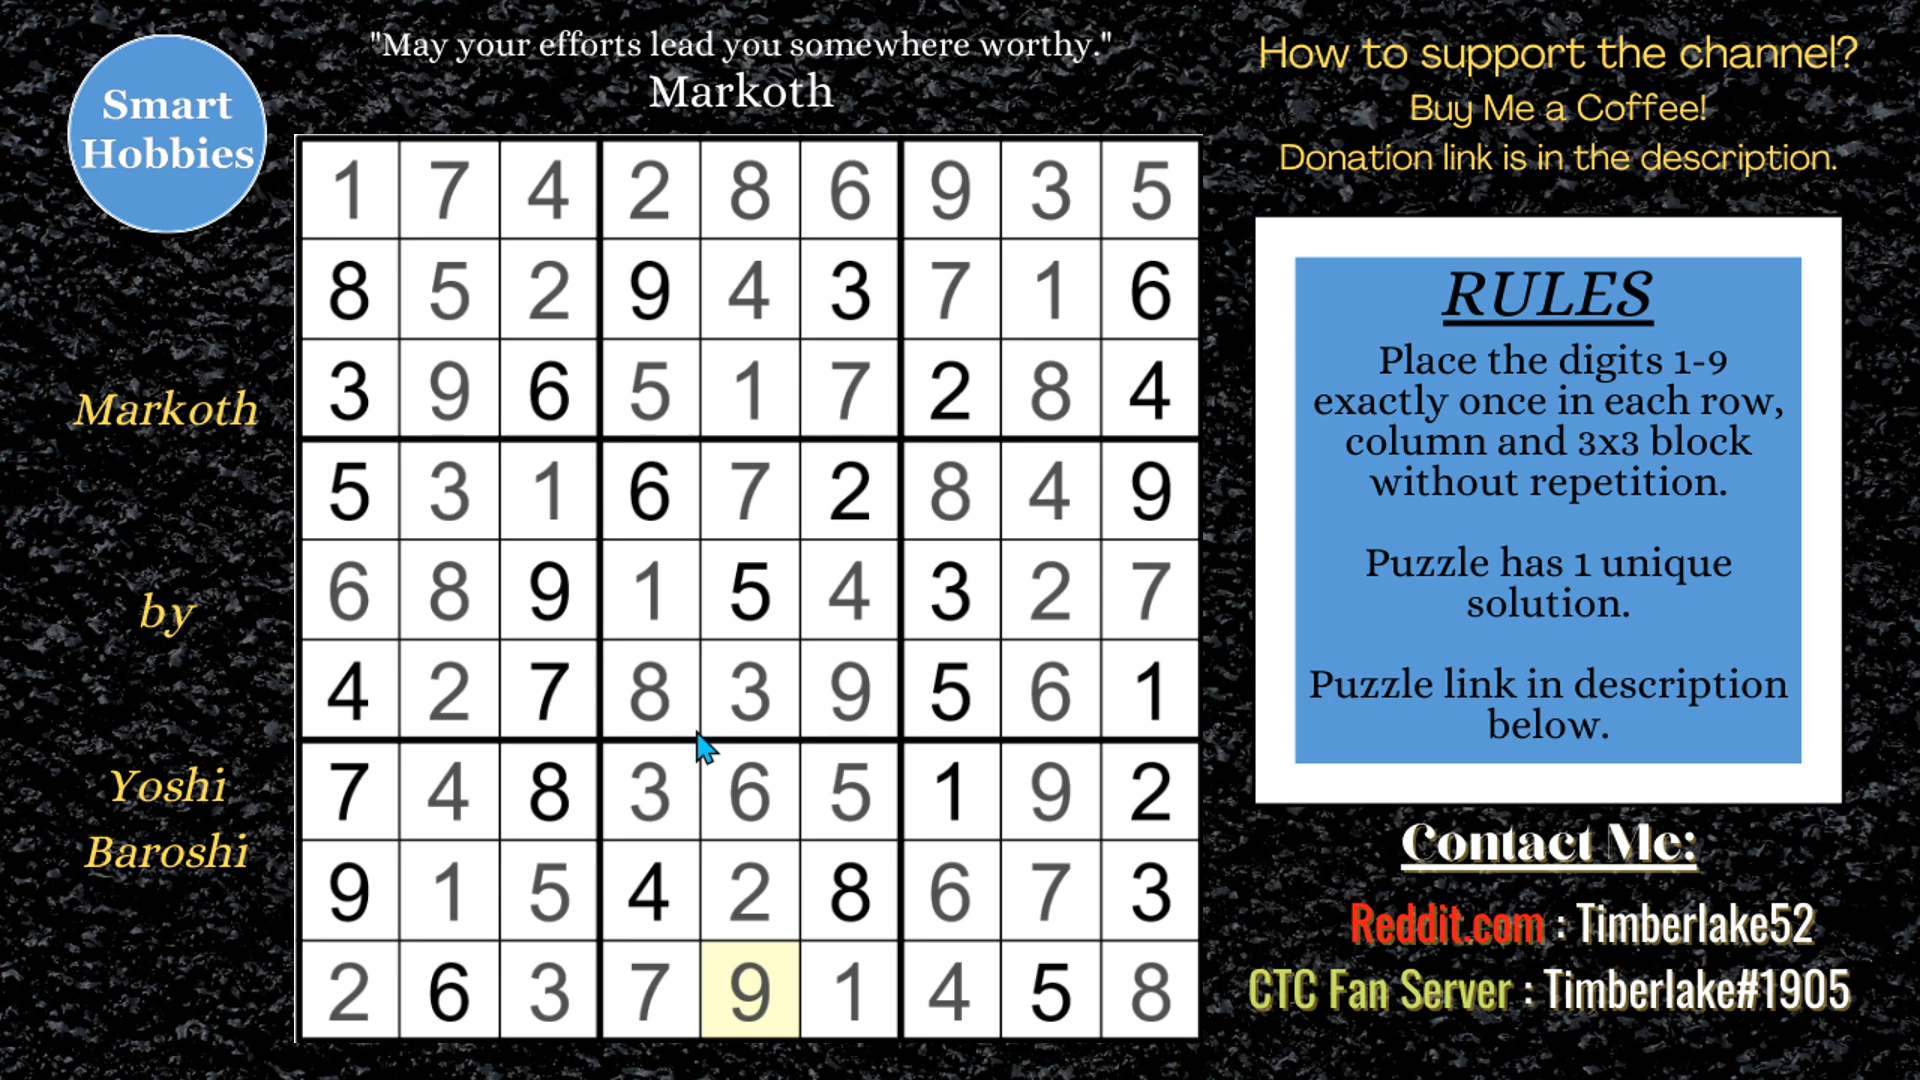 Smart
Hobbies
"May your efforts lead you somewhere worthy."
Markoth
How to support the channel?
Buy Me a Coffee!
Donation link is in the description.
Markoth
by
Yoshi
Baroshi
1 7 4 2 8 6 9 3 5
8 5 2 9 4 3 7 1 6
3 9 6 5 1 7 2 8 4
5 3 1 6 7 2 8 4 9
6 8 9 1 5 4 3 2 7
4 2 7 8 3 9 5 6 1
7 4 8 3 6 5 1 9 2
9 1 5 4 2 8 6 7 3
2 6 3 7 9 1 4 5 8
RULES
Place the digits 1-9
exactly once in each row,
column and 3x3 block
without repetition.
Puzzle has 1 unique
solution.
Puzzle link in description
below.
Contact Me:
Reddit.com : Timberlake52
CTC Fan Server : Timberlake#1905